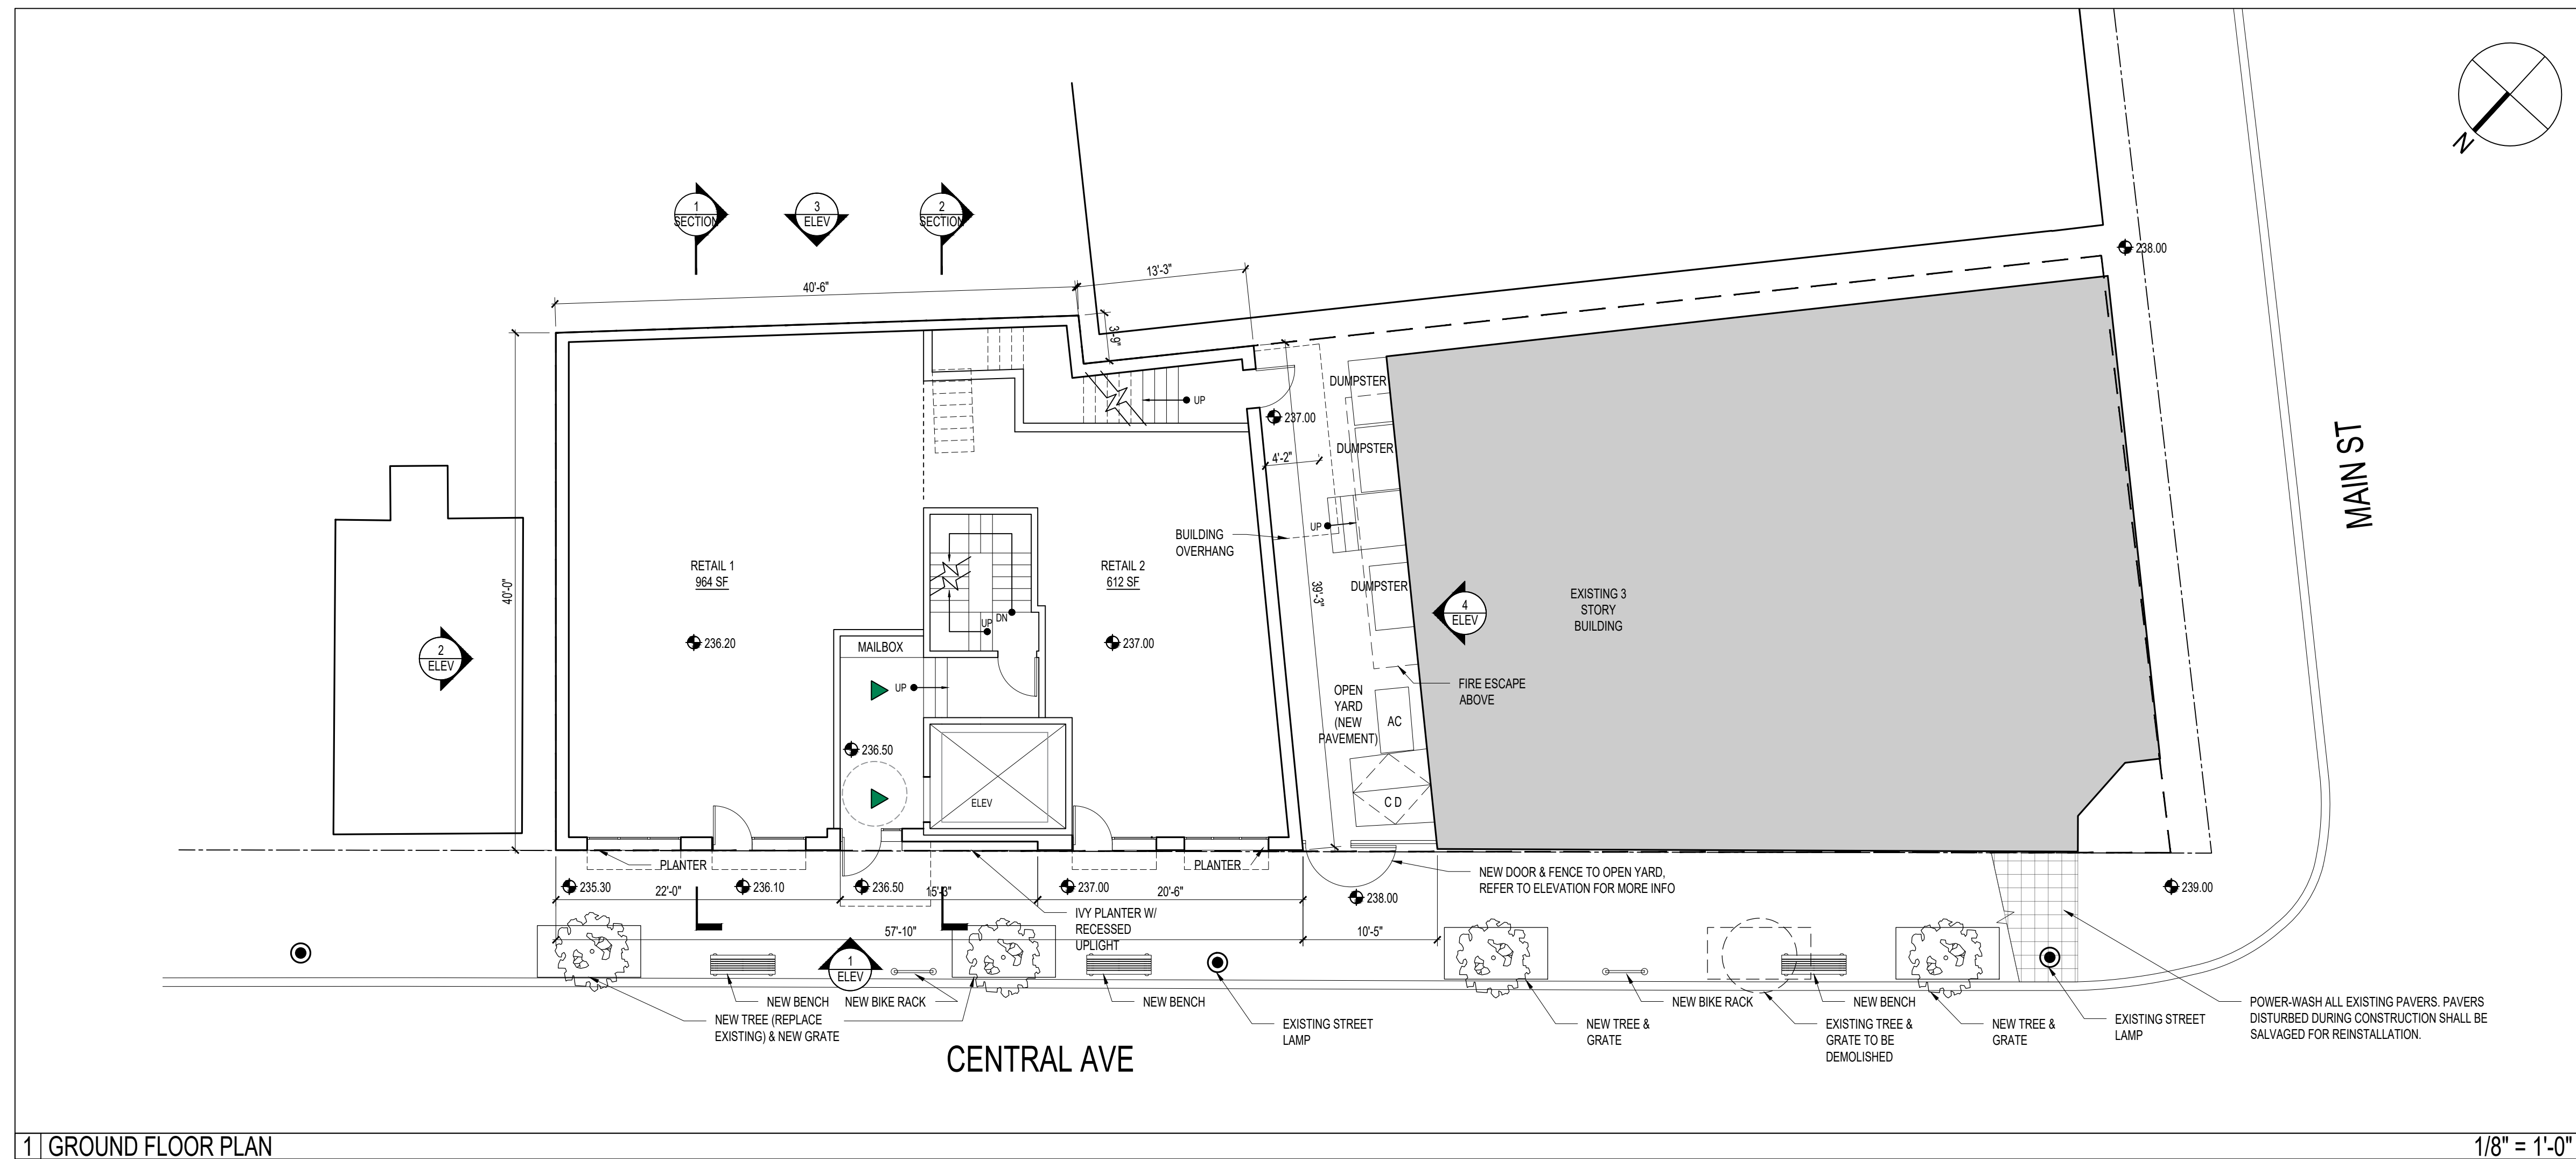 N
1
SECTION
3
ELEV
2
SECTION
238.00
13'-3"
40'-6"
3'-9"
DUMPSTER
UP
237.00
DUMPSTER
4'-2"
MAIN ST
UP
BUILDING
OVERHANG
RETAIL 1
964 SF
RETAIL 2
612 SF
40'-0"
39'-3"
DUMPSTER
EXISTING 3
STORY
BUILDING
4
ELEV
DN
UP
236.20
MAILBOX
237.00
2
ELEV
UP
FIRE ESCAPE
ABOVE
OPEN
YARD
(NEW
PAVEMENT)
AC
236.50
ELEV
C D
PLANTER
PLANTER
NEW DOOR & FENCE TO OPEN YARD,
REFER TO ELEVATION FOR MORE INFO
235.30
22'-0"
236.10
236.50
237.00
20'-6"
238.00
239.00
IVY PLANTER W/
RECESSED
UPLIGHT
57'-10"
10'-5"
1
ELEV
NEW BENCH
NEW BIKE RACK
NEW BENCH
NEW BIKE RACK
NEW BENCH
NEW TREE (REPLACE
EXISTING) & NEW GRATE
EXISTING STREET
LAMP
NEW TREE &
GRATE
EXISTING TREE &
GRATE TO BE
DEMOLISHED
NEW TREE &
GRATE
EXISTING STREET
LAMP
POWER-WASH ALL EXISTING PAVERS. PAVERS
DISTURBED DURING CONSTRUCTION SHALL BE
SALVAGED FOR REINSTALLATION.
CENTRAL AVE
1 GROUND FLOOR PLAN
1/8" = 1'-0"